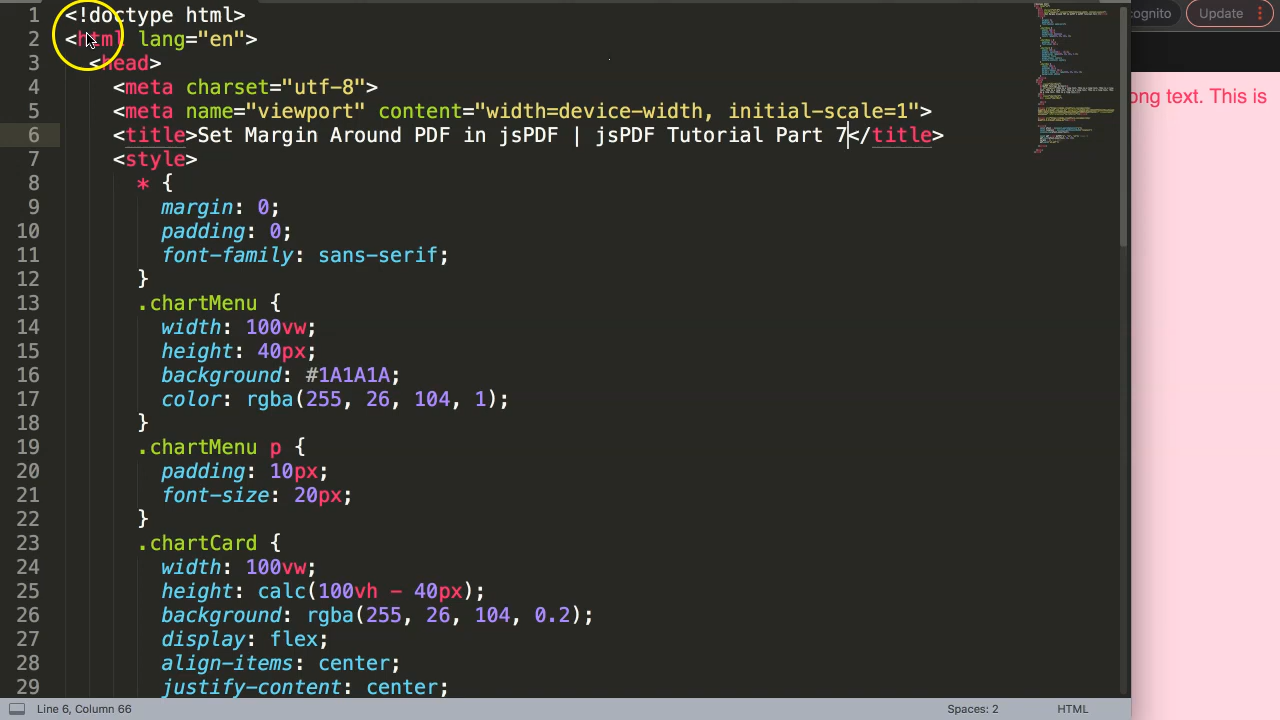 1 <!doctype html>
2 <html lang="en">
3 <head>
4 <meta charset="utf-8">
5 <meta name="viewport" content="width=device-width, initial-scale=1">
6 <title>Set Margin Around PDF in jsPDF | jsPDF Tutorial Part 7</title>
7 <style>
8 * {
9 margin: 0;
10 padding: 0;
11 font-family: sans-serif;
12 }
13 .chartMenu {
14 width: 100vw;
15 height: 40px;
16 background: #1A1A1A;
17 color: rgba(255, 26, 104, 1);
18 }
19 .chartMenu p {
20 padding: 10px;
21 font-size: 20px;
22 }
23 .chartCard {
24 width: 100vw;
25 height: calc(100vh - 40px);
26 background: rgba(255, 26, 104, 0.2);
27 display: flex;
28 align-items: center;
29 justify-content: center;
Line 6, Column 66
Spaces: 2
HTML
cognito
Update
ong text. This is